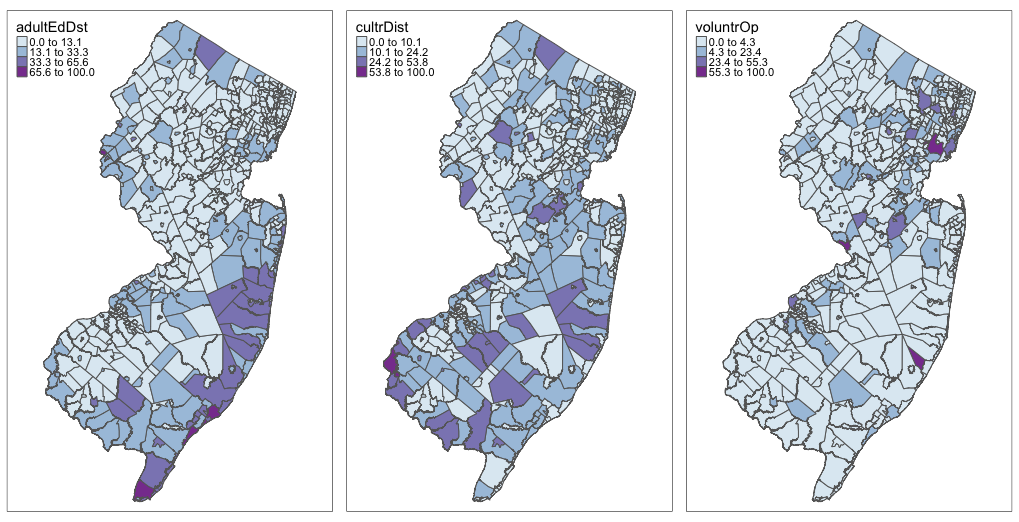 adultEdDst
0.0 to 13.1
13.1 to 33.3
33.3 to 65.6
65.6 to 100.0
cultrDist
0.0 to 10.1
10.1 to 24.2
24.2 to 53.8
53.8 to 100.0
voluntrOp
0.0 to 4.3
4.3 to 23.4
23.4 to 55.3
55.3 to 100.0